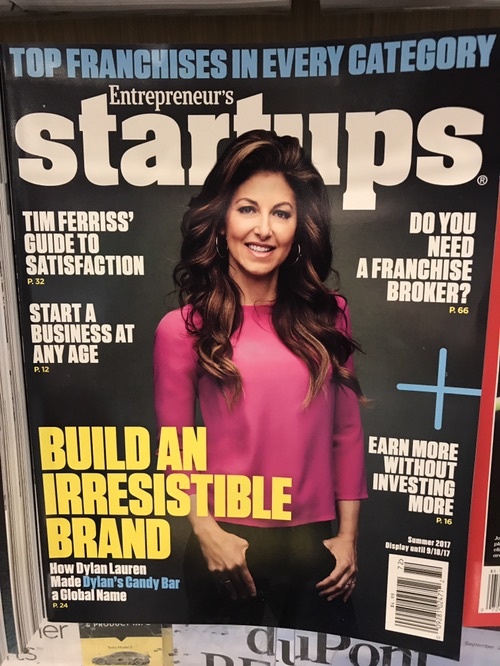 TOP FRANCHISES IN EVERY CATEGORY
Entrepreneur's
startups®
TIM FERRISS'
GUIDE TO
SATISFACTION
P. 32
START A
BUSINESS AT
ANY AGE
P. 12
BUILD AN
IRRESISTIBLE
BRAND
How Dylan Lauren
Made Dylan's Candy Bar
a Global Name
P. 24
DO YOU
NEED
A FRANCHISE
BROKER?
P. 66
EARN MORE
WITHOUT
INVESTING
MORE
P. 16
Summer 2017
Display until 9/18/17
duPont